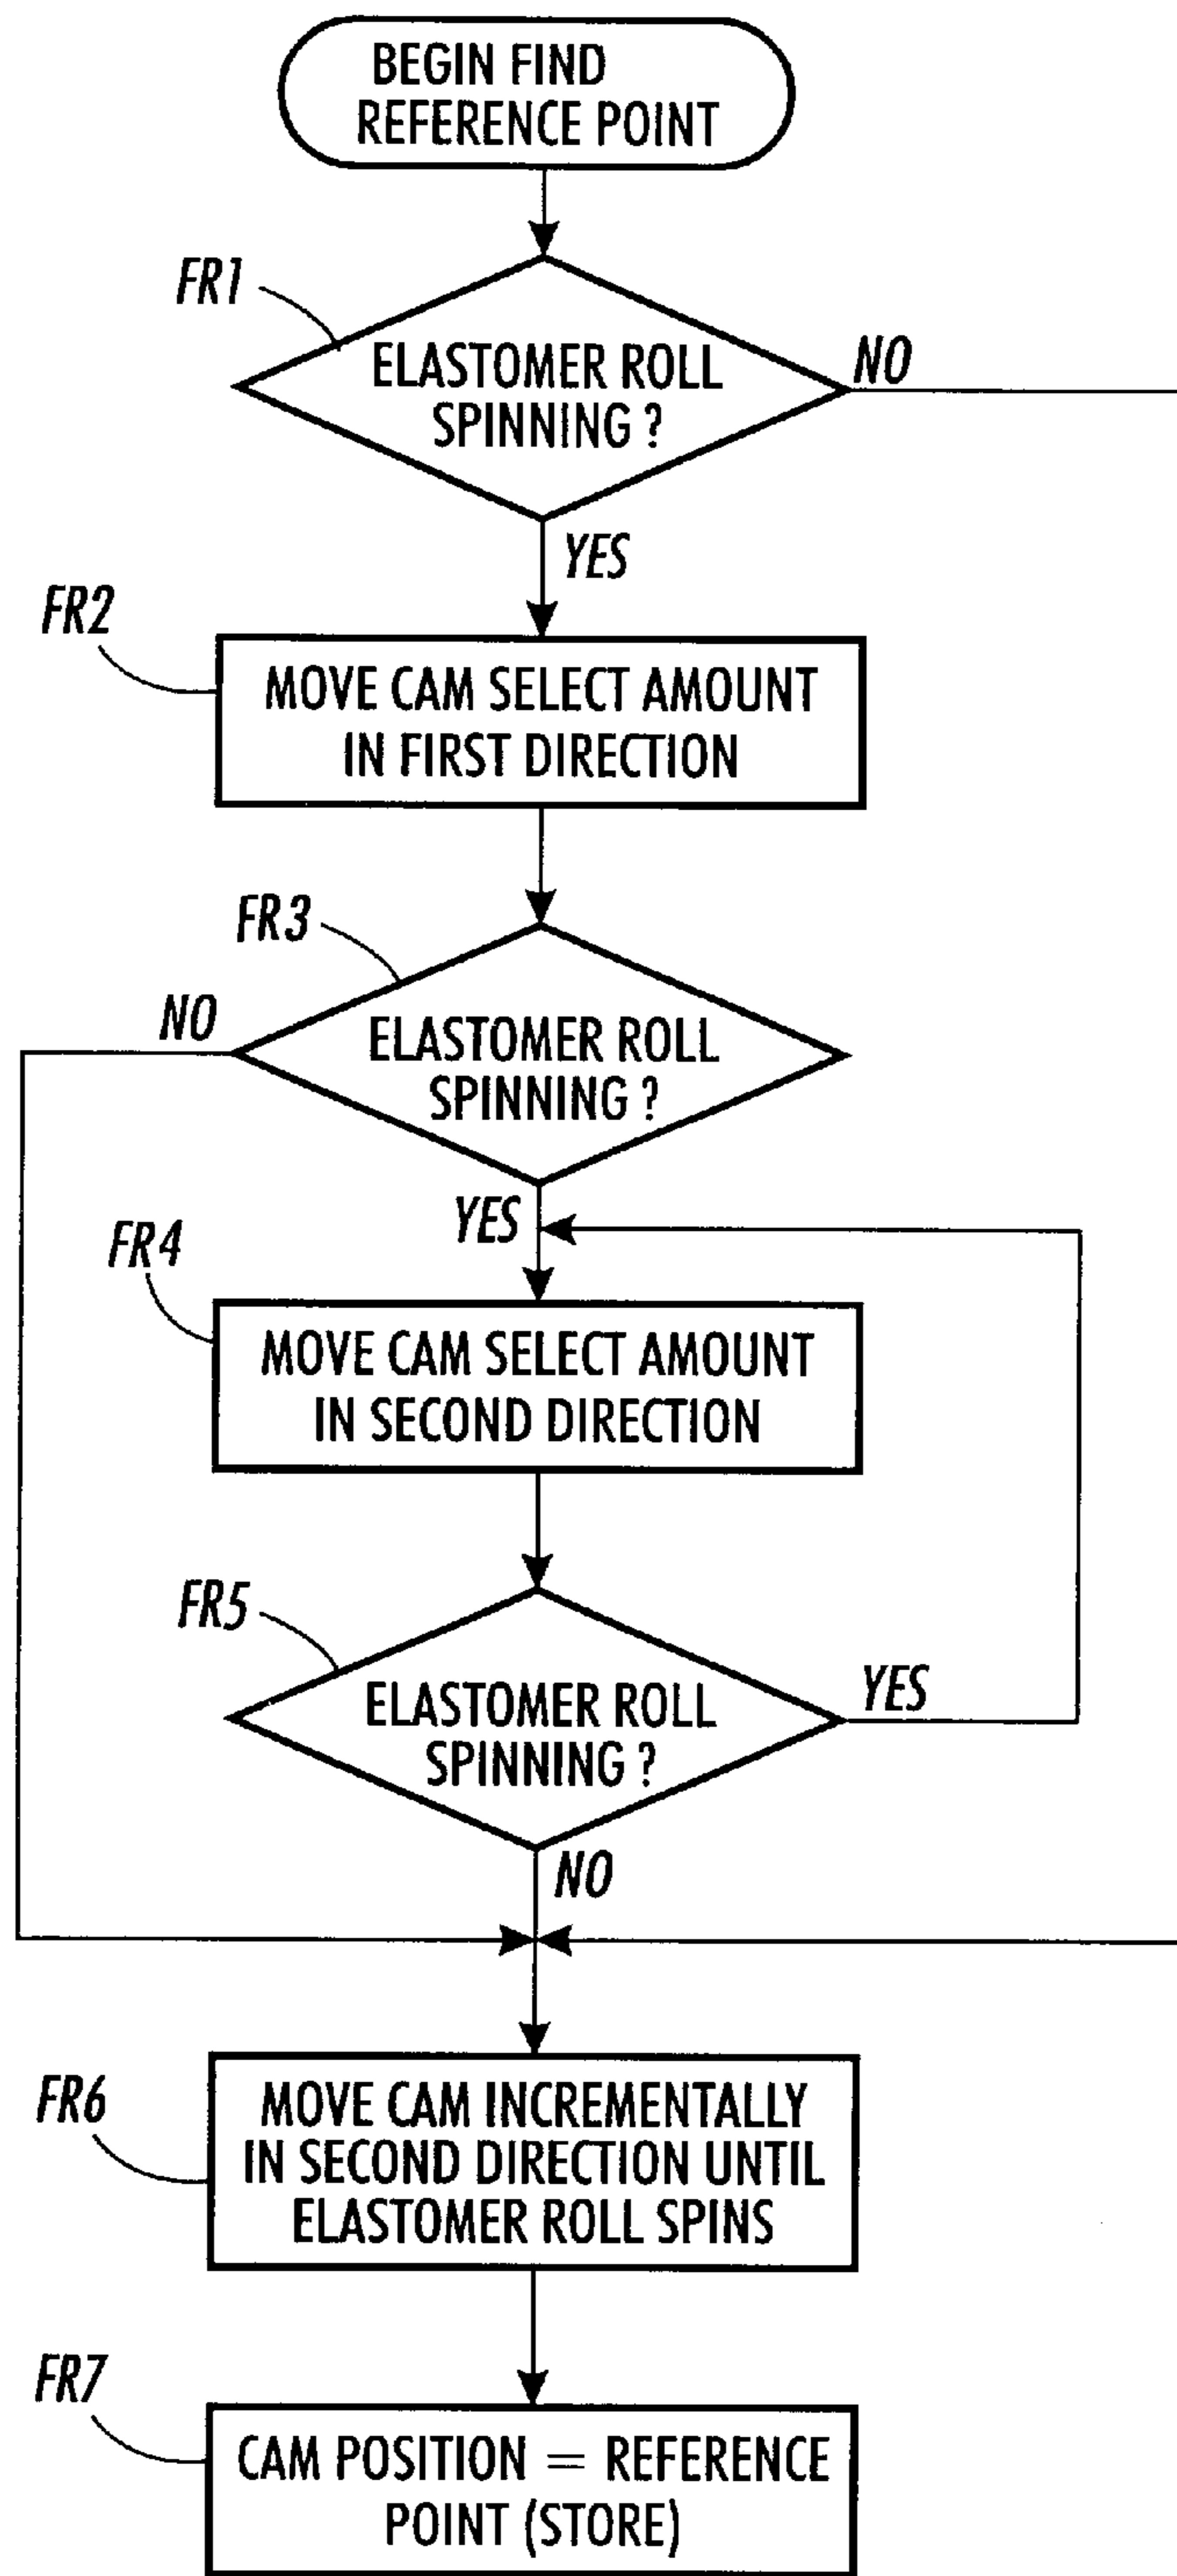 BEGIN FIND
REFERENCE POINT
FR1
ELASTOMER ROLL
SPINNING ?
NO
YES
FR2
MOVE CAM SELECT AMOUNT
IN FIRST DIRECTION
FR3
NO
ELASTOMER ROLL
SPINNING ?
YES
FR4
MOVE CAM SELECT AMOUNT
IN SECOND DIRECTION
FR5
ELASTOMER ROLL
SPINNING ?
YES
NO
FR6
MOVE CAM INCREMENTALLY
IN SECOND DIRECTION UNTIL
ELASTOMER ROLL SPINS
FR7
CAM POSITION = REFERENCE
POINT (STORE)